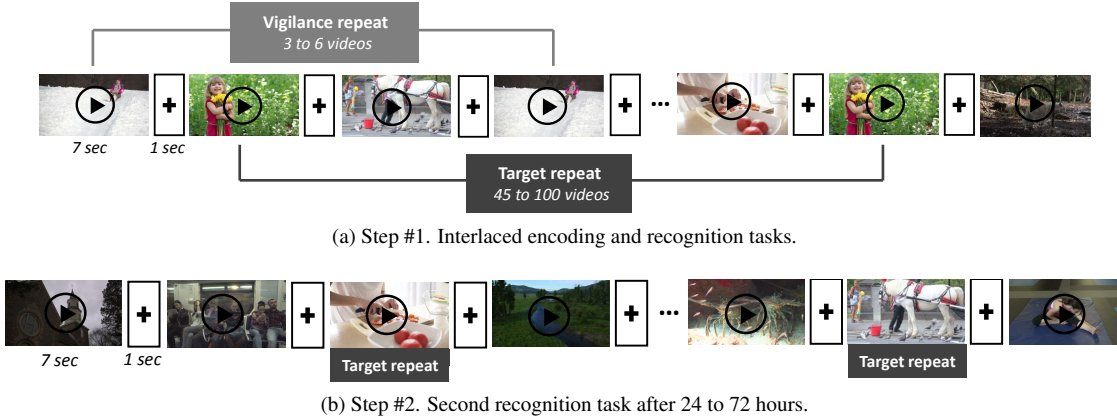 Vigilance repeat
3 to 6 videos
+ + + + ... + +
7 sec 1 sec
Target repeat
45 to 100 videos
(a) Step #1. Interlaced encoding and recognition tasks.
+ + + + ... + +
7 sec 1 sec
Target repeat Target repeat
(b) Step #2. Second recognition task after 24 to 72 hours.